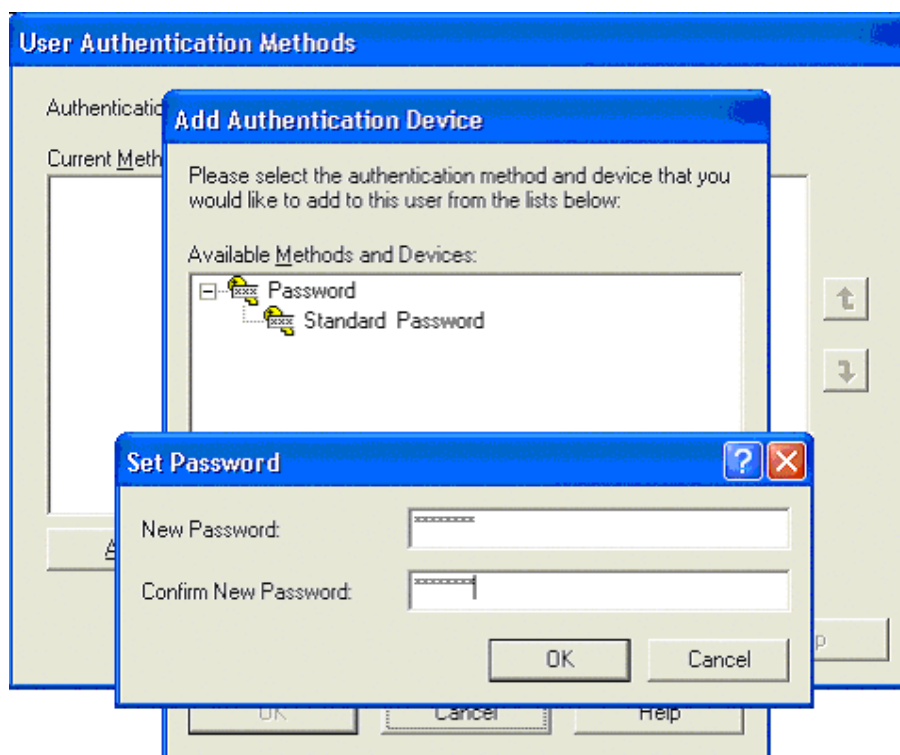 User Authentication Methods
Add Authentication Device
Current Meth
Please select the authentication method and device that you
would like to add to this user from the lists below:
Available Methods and Devices:
Password
Standard Password
Set Password
New Password:
********
Confirm New Password:
********
OK Cancel
OK Cancel Help